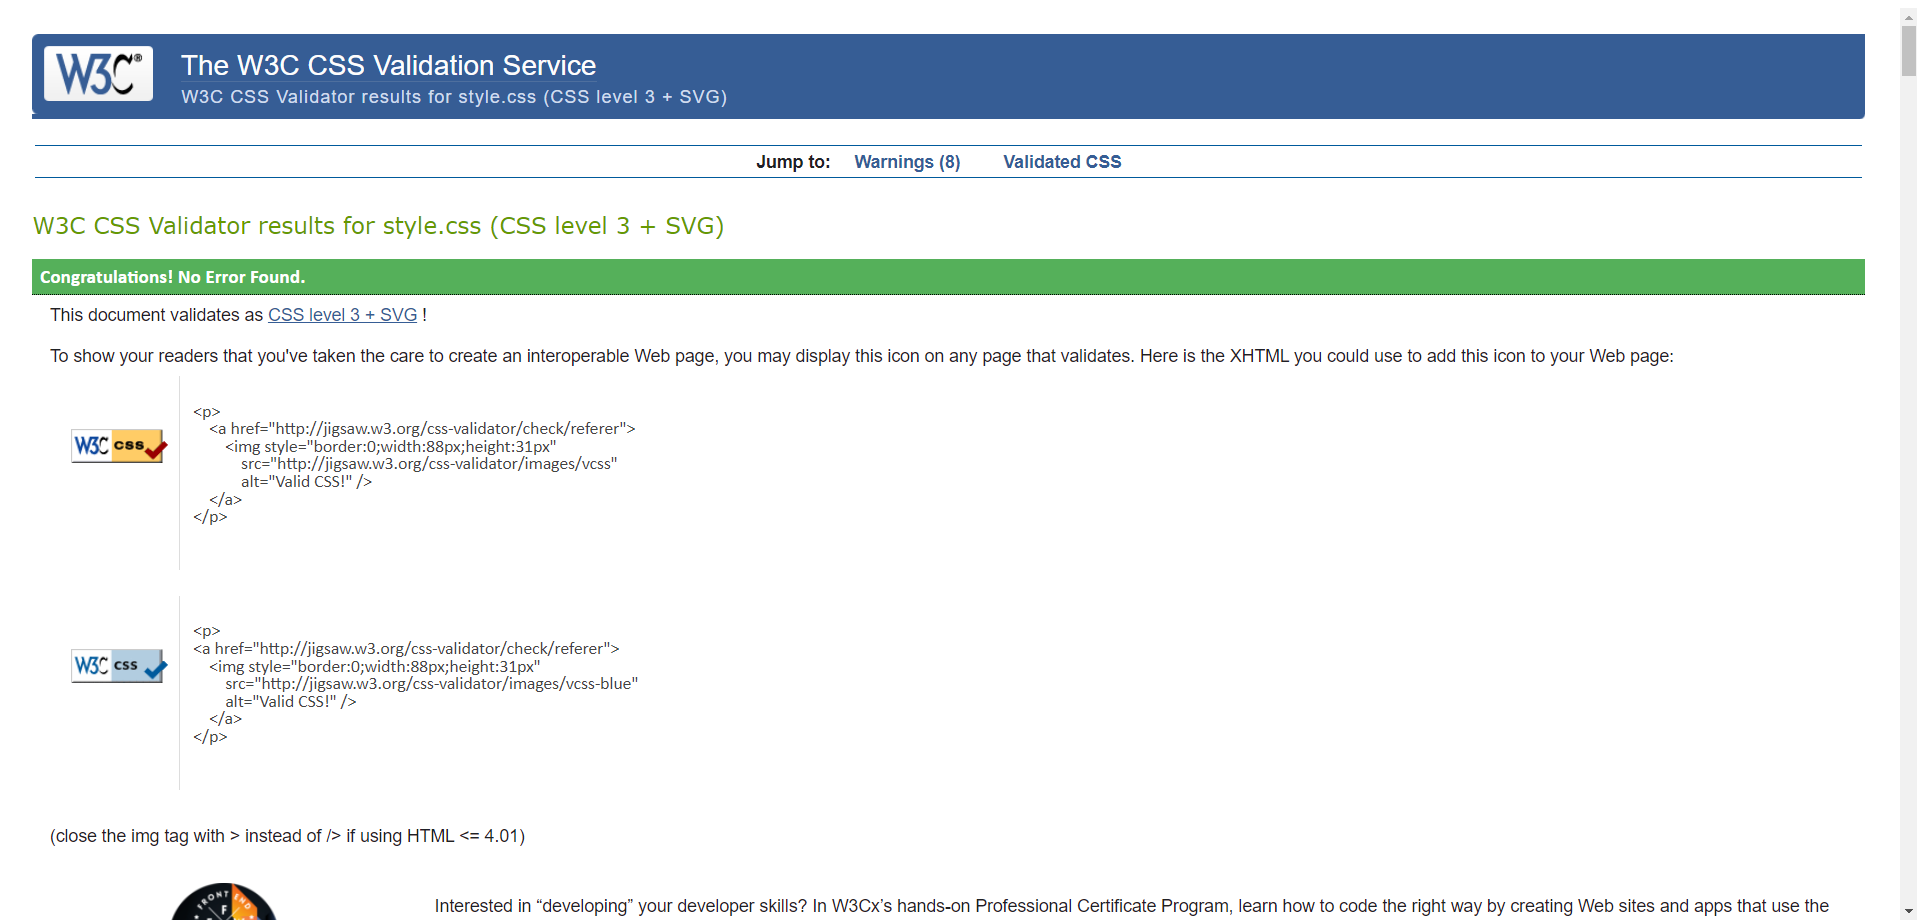 W3C®
The W3C CSS Validation Service
W3C CSS Validator results for style.css (CSS level 3 + SVG)
Jump to: Warnings (8) Validated CSS
W3C CSS Validator results for style.css (CSS level 3 + SVG)
Congratulations! No Error Found.
This document validates as CSS level 3 + SVG !
To show your readers that you've taken the care to create an interoperable Web page, you may display this icon on any page that validates. Here is the XHTML you could use to add this icon to your Web page:
W3C css
<p>
<a href="http://jigsaw.w3.org/css-validator/check/referer">
<img style="border:0;width:88px;height:31px"
src="http://jigsaw.w3.org/css-validator/images/vcss"
alt="Valid CSS!" />
</a>
</p>
W3C css
<p>
<a href="http://jigsaw.w3.org/css-validator/check/referer">
<img style="border:0;width:88px;height:31px"
src="http://jigsaw.w3.org/css-validator/images/vcss-blue"
alt="Valid CSS!" />
</a>
</p>
(close the img tag with > instead of /> if using HTML <= 4.01)
FRONT END
F
Interested in “developing” your developer skills? In W3Cx’s hands-on Professional Certificate Program, learn how to code the right way by creating Web sites and apps that use the